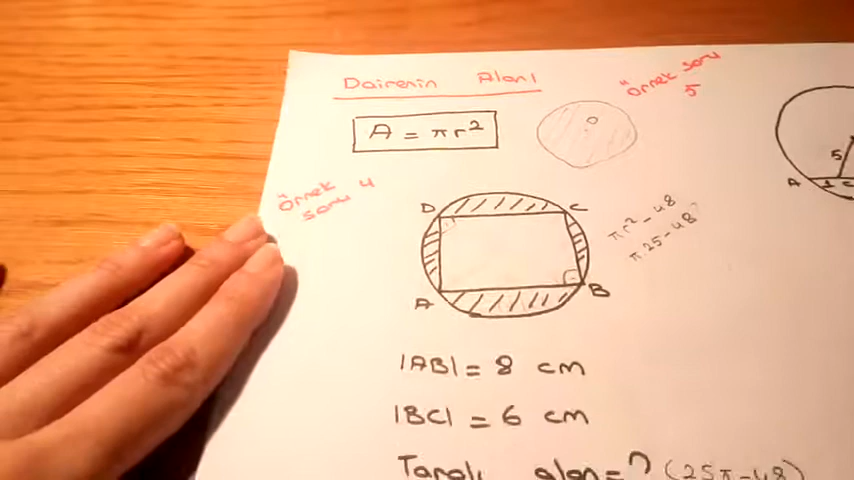 Dairenin Alanı
Örnek soru
5
A = πr²
Örnek
soru 4
D C
πr² - 48
π25 - 48
5
A
A B
|AB| = 8 cm
|BC| = 6 cm
Taralı alan = ? (25π - 48)